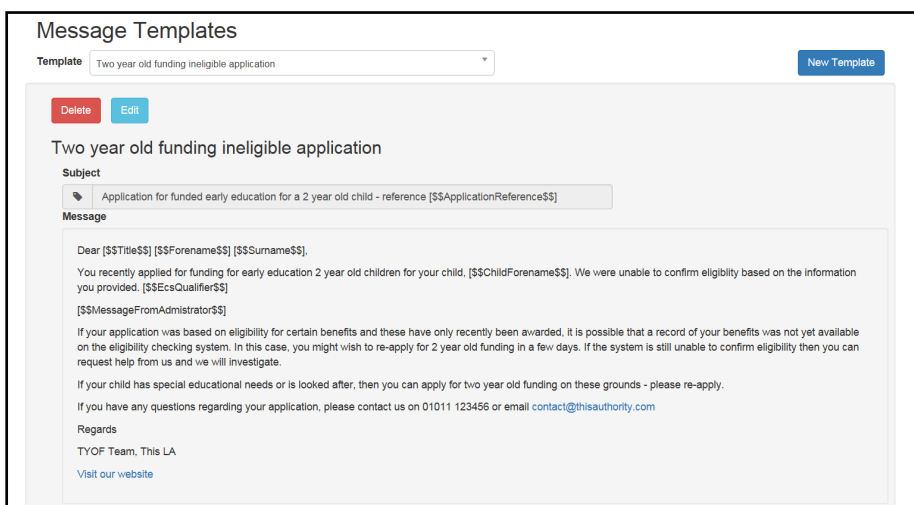 Message Templates
Template Two year old funding ineligible application New Template
Delete Edit
Two year old funding ineligible application
Subject
Application for funded early education for a 2 year old child - reference [$$ApplicationReference$$]
Message
Dear [$$Title$$] [$$Forename$$] [$$Surname$$],
You recently applied for funding for early education 2 year old children for your child, [$$ChildForename$$]. We were unable to confirm eligiblity based on the information
you provided. [$$EcsQualifier$$]
[$$MessageFromAdmistrator$$]
If your application was based on eligibility for certain benefits and these have only recently been awarded, it is possible that a record of your benefits was not yet available
on the eligibility checking system. In this case, you might wish to re-apply for 2 year old funding in a few days. If the system is still unable to confirm eligibility then you can
request help from us and we will investigate.
If your child has special educational needs or is looked after, then you can apply for two year old funding on these grounds - please re-apply.
If you have any questions regarding your application, please contact us on 01011 123456 or email contact@thisauthority.com
Regards
TYOF Team, This LA
Visit our website